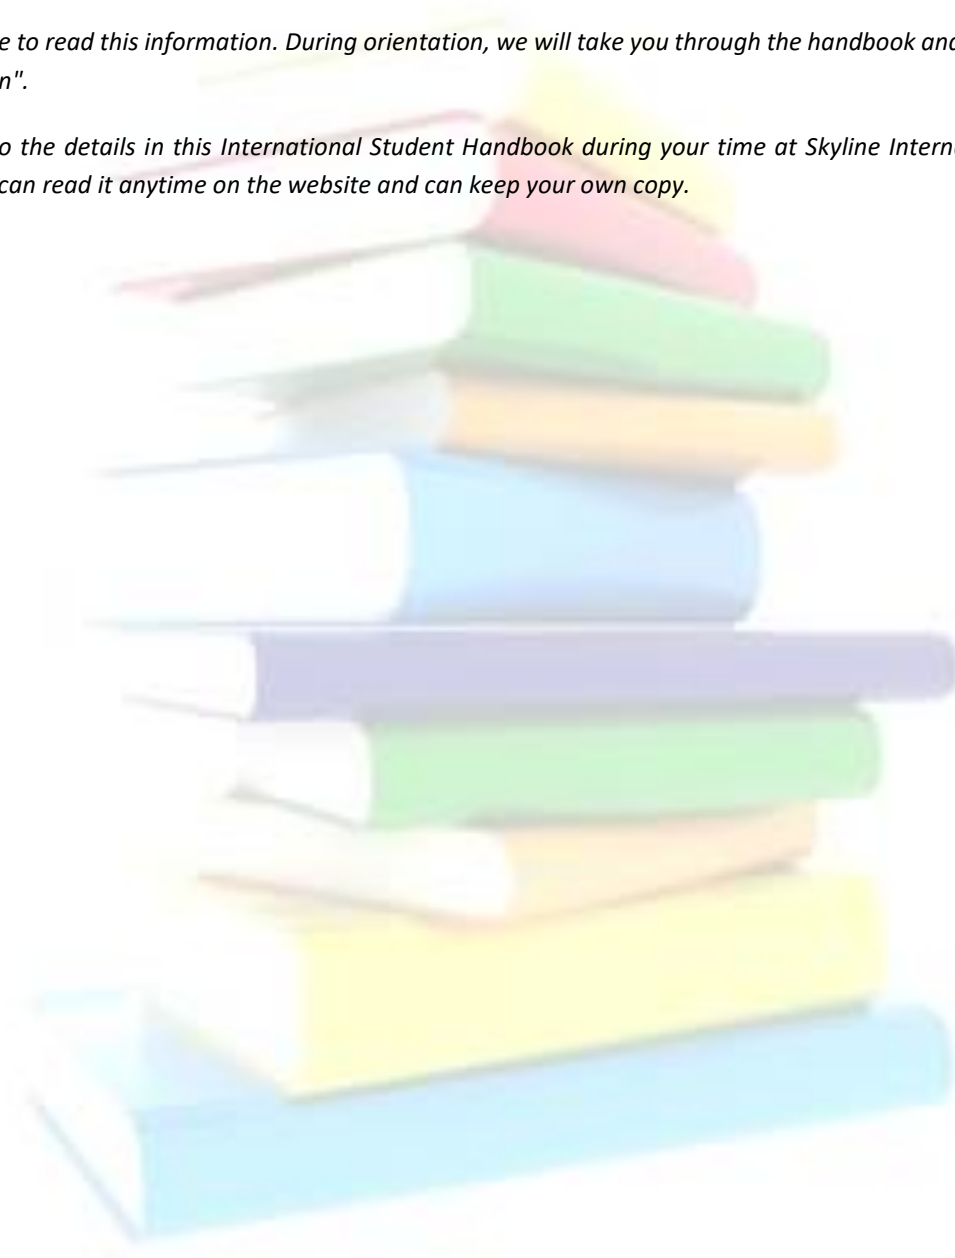 e to read this information. During orientation, we will take you through the handbook and
n".
o the details in this International Student Handbook during your time at Skyline Intern
can read it anytime on the website and can keep your own copy.